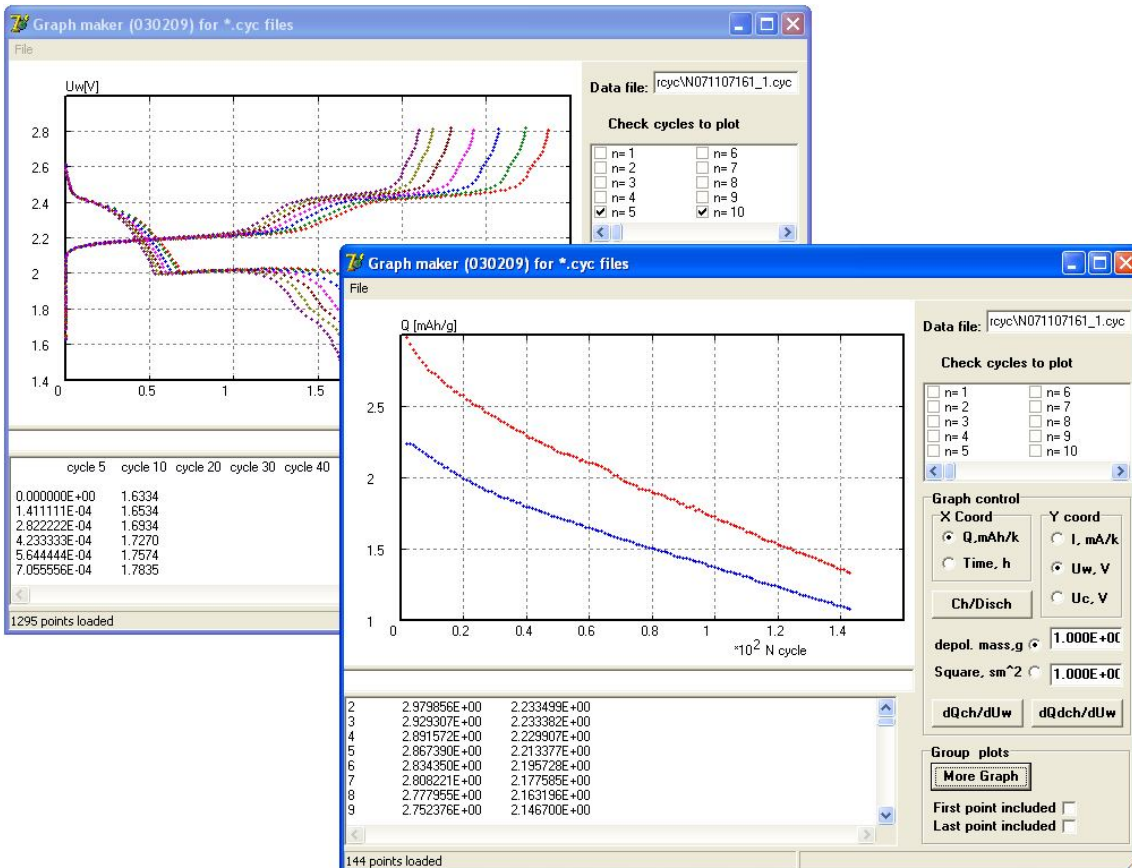 Graph maker (030209) for *.cyc files
File
Uw[V]
2.8
2.6
2.4
2.2
2
1.8
1.6
1.4
0 0.5 1 1.5
Data file: rcyc\N071107161_1.cyc
Check cycles to plot
n= 1 n= 6
n= 2 n= 7
n= 3 n= 8
n= 4 n= 9
n= 5 n= 10
cycle 5 cycle 10 cycle 20 cycle 30 cycle 40
0.000000E+00 1.6334
1.411111E-04 1.6534
2.822222E-04 1.6934
4.233333E-04 1.7270
5.644444E-04 1.7574
7.055556E-04 1.7835
1295 points loaded
Graph maker (030209) for *.cyc files
File
Q [mAh/g]
2.5
2
1.5
1
0 0.2 0.4 0.6 0.8 1 1.2 1.4
*10² N cycle
Data file: rcyc\N071107161_1.cyc
Check cycles to plot
n= 1 n= 6
n= 2 n= 7
n= 3 n= 8
n= 4 n= 9
n= 5 n= 10
Graph control
X Coord Y coord
Q,mAh/k I, mA/k
Time, h Uw, V
Ch/Disch Uc, V
depol. mass,g 1.000E+00
Square, sm^2 1.000E+00
dQch/dUw dQdch/dUw
Group plots
More Graph
First point included
Last point included
2 2.979856E+00 2.233499E+00
3 2.929307E+00 2.233382E+00
4 2.891572E+00 2.229907E+00
5 2.867390E+00 2.213377E+00
6 2.834350E+00 2.195728E+00
7 2.808221E+00 2.177585E+00
8 2.777955E+00 2.163196E+00
9 2.752376E+00 2.146700E+00
144 points loaded